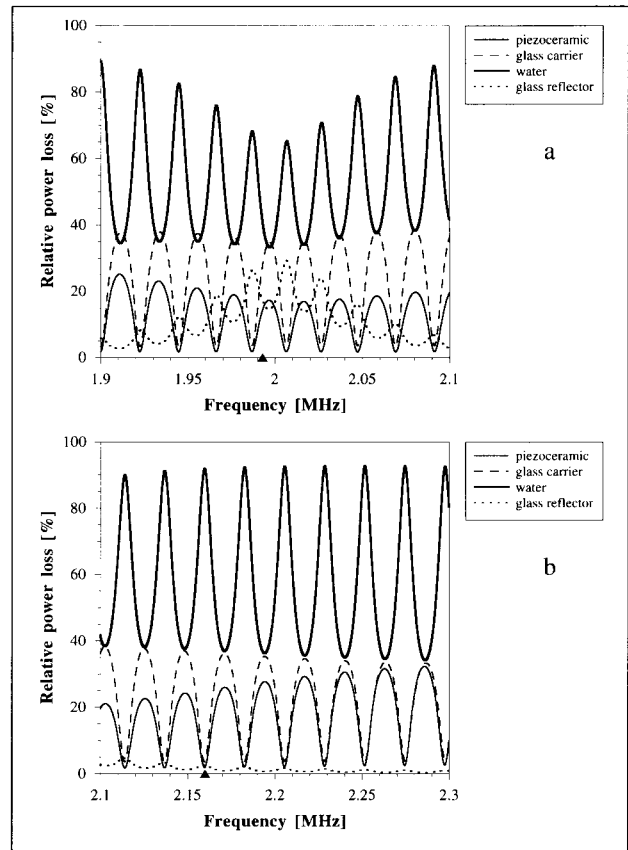 100
80
60
40
20
0
Relative power loss [%]
1.9
1.95
2
2.05
2.1
Frequency [MHz]
piezoceramic
glass carrier
water
glass reflector
a
100
80
60
40
20
0
Relative power loss [%]
2.1
2.15
2.2
2.25
2.3
Frequency [MHz]
piezoceramic
glass carrier
water
glass reflector
b